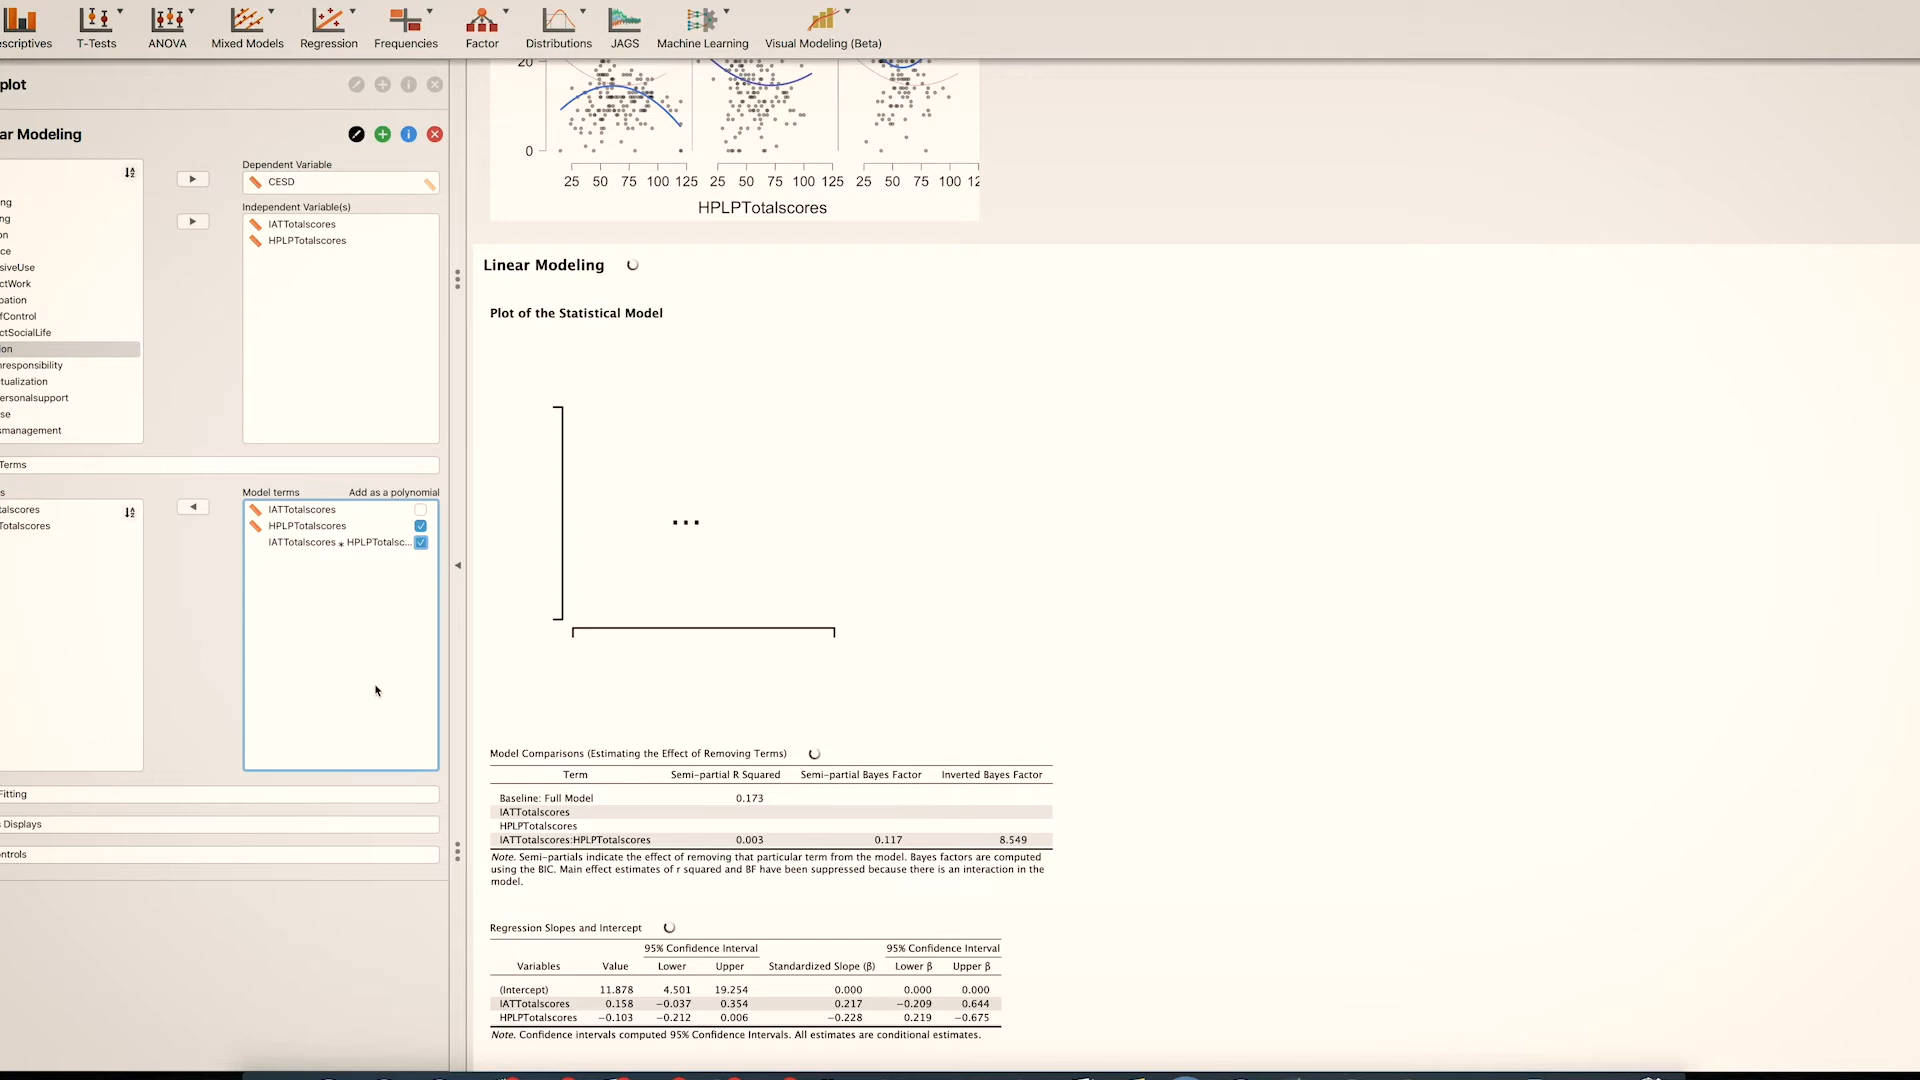 escriptives T-Tests ANOVA Mixed Models Regression Frequencies Factor Distributions JAGS Machine Learning Visual Modeling (Beta)
plot
ar Modeling
ng
ng
on
ce
siveUse
ctWork
pation
fControl
ctSocialLife
ion
nresponsibility
tualization
ersonalsupport
se
smanagement
Dependent Variable
CESD
Independent Variable(s)
IATTotalscores
HPLPTotalscores
Terms
s
alscores
Totalscores
Model terms Add as a polynomial
IATTotalscores
HPLPTotalscores
IATTotalscores * HPLPTotalsc...
Fitting
s Displays
ntrols
20
0
25 50 75 100 125 25 50 75 100 125 25 50 75 100 12
HPLPTotalscores
Linear Modeling
Plot of the Statistical Model
...
Model Comparisons (Estimating the Effect of Removing Terms)
Term Semi-partial R Squared Semi-partial Bayes Factor Inverted Bayes Factor
Baseline: Full Model 0.173
IATTotalscores
HPLPTotalscores
IATTotalscores:HPLPTotalscores 0.003 0.117 8.549
Note. Semi-partials indicate the effect of removing that particular term from the model. Bayes factors are computed
using the BIC. Main effect estimates of r squared and BF have been suppressed because there is an interaction in the
model.
Regression Slopes and Intercept
95% Confidence Interval 95% Confidence Interval
Variables Value Lower Upper Standardized Slope (β) Lower β Upper β
(Intercept) 11.878 4.501 19.254 0.000 0.000 0.000
IATTotalscores 0.158 −0.037 0.354 0.217 −0.209 0.644
HPLPTotalscores −0.103 −0.212 0.006 −0.228 0.219 −0.675
Note. Confidence intervals computed 95% Confidence Intervals. All estimates are conditional estimates.